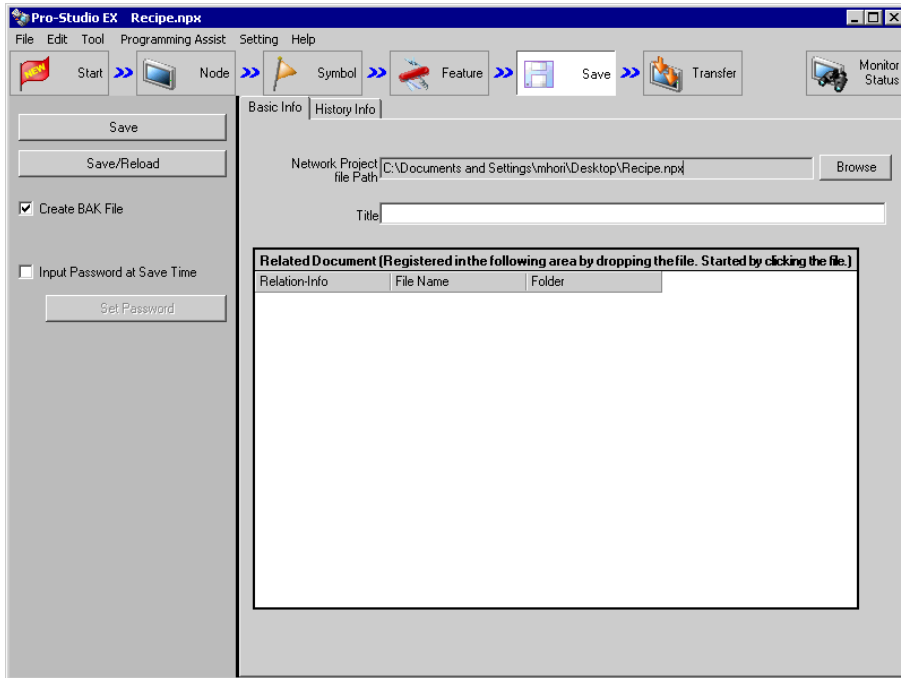 Pro-Studio EX Recipe.npx
File Edit Tool Programming Assist Setting Help
NEW Start Node Symbol Feature Save Transfer Monitor Status
Basic Info History Info
Save
Save/Reload
Create BAK File
Input Password at Save Time
Set Password
Network Project file Path C:\Documents and Settings\mhori\Desktop\Recipe.npx Browse
Title
Related Document (Registered in the following area by dropping the file. Started by clicking the file.)
Relation-Info File Name Folder